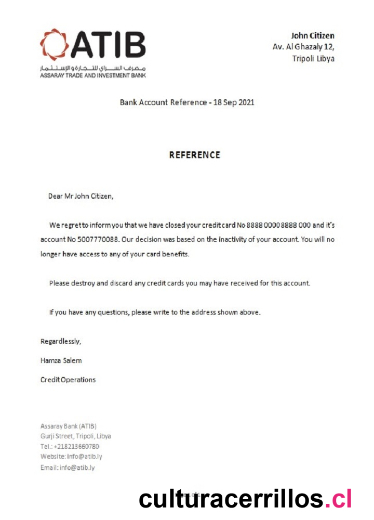 ATIB
مصرف السراي للتجارة والإستثمار
ASSARAY TRADE AND INVESTMENT BANK
John Citizen
Av. Al Ghazaly 12,
Tripoli Libya
Bank Account Reference - 18 Sep 2021
REFERENCE
Dear Mr John Citizen,
We regret to inform you that we have closed your credit card No 8888 0000 8888 000 and it's
account No 5007770088. Our decision was based on the inactivity of your account. You will no
longer have access to any of your card benefits.
Please destroy and discard any credit cards you may have received for this account.
If you have any questions, please write to the address shown above.
Regardlessly,
Hamza Salem
Credit Operations
Assaray Bank (ATIB)
Gurji Street, Tripoli, Libya
Tel.: +218213660780
Website: info@atib.ly
Email: info@atib.ly
culturacerrillos.cl